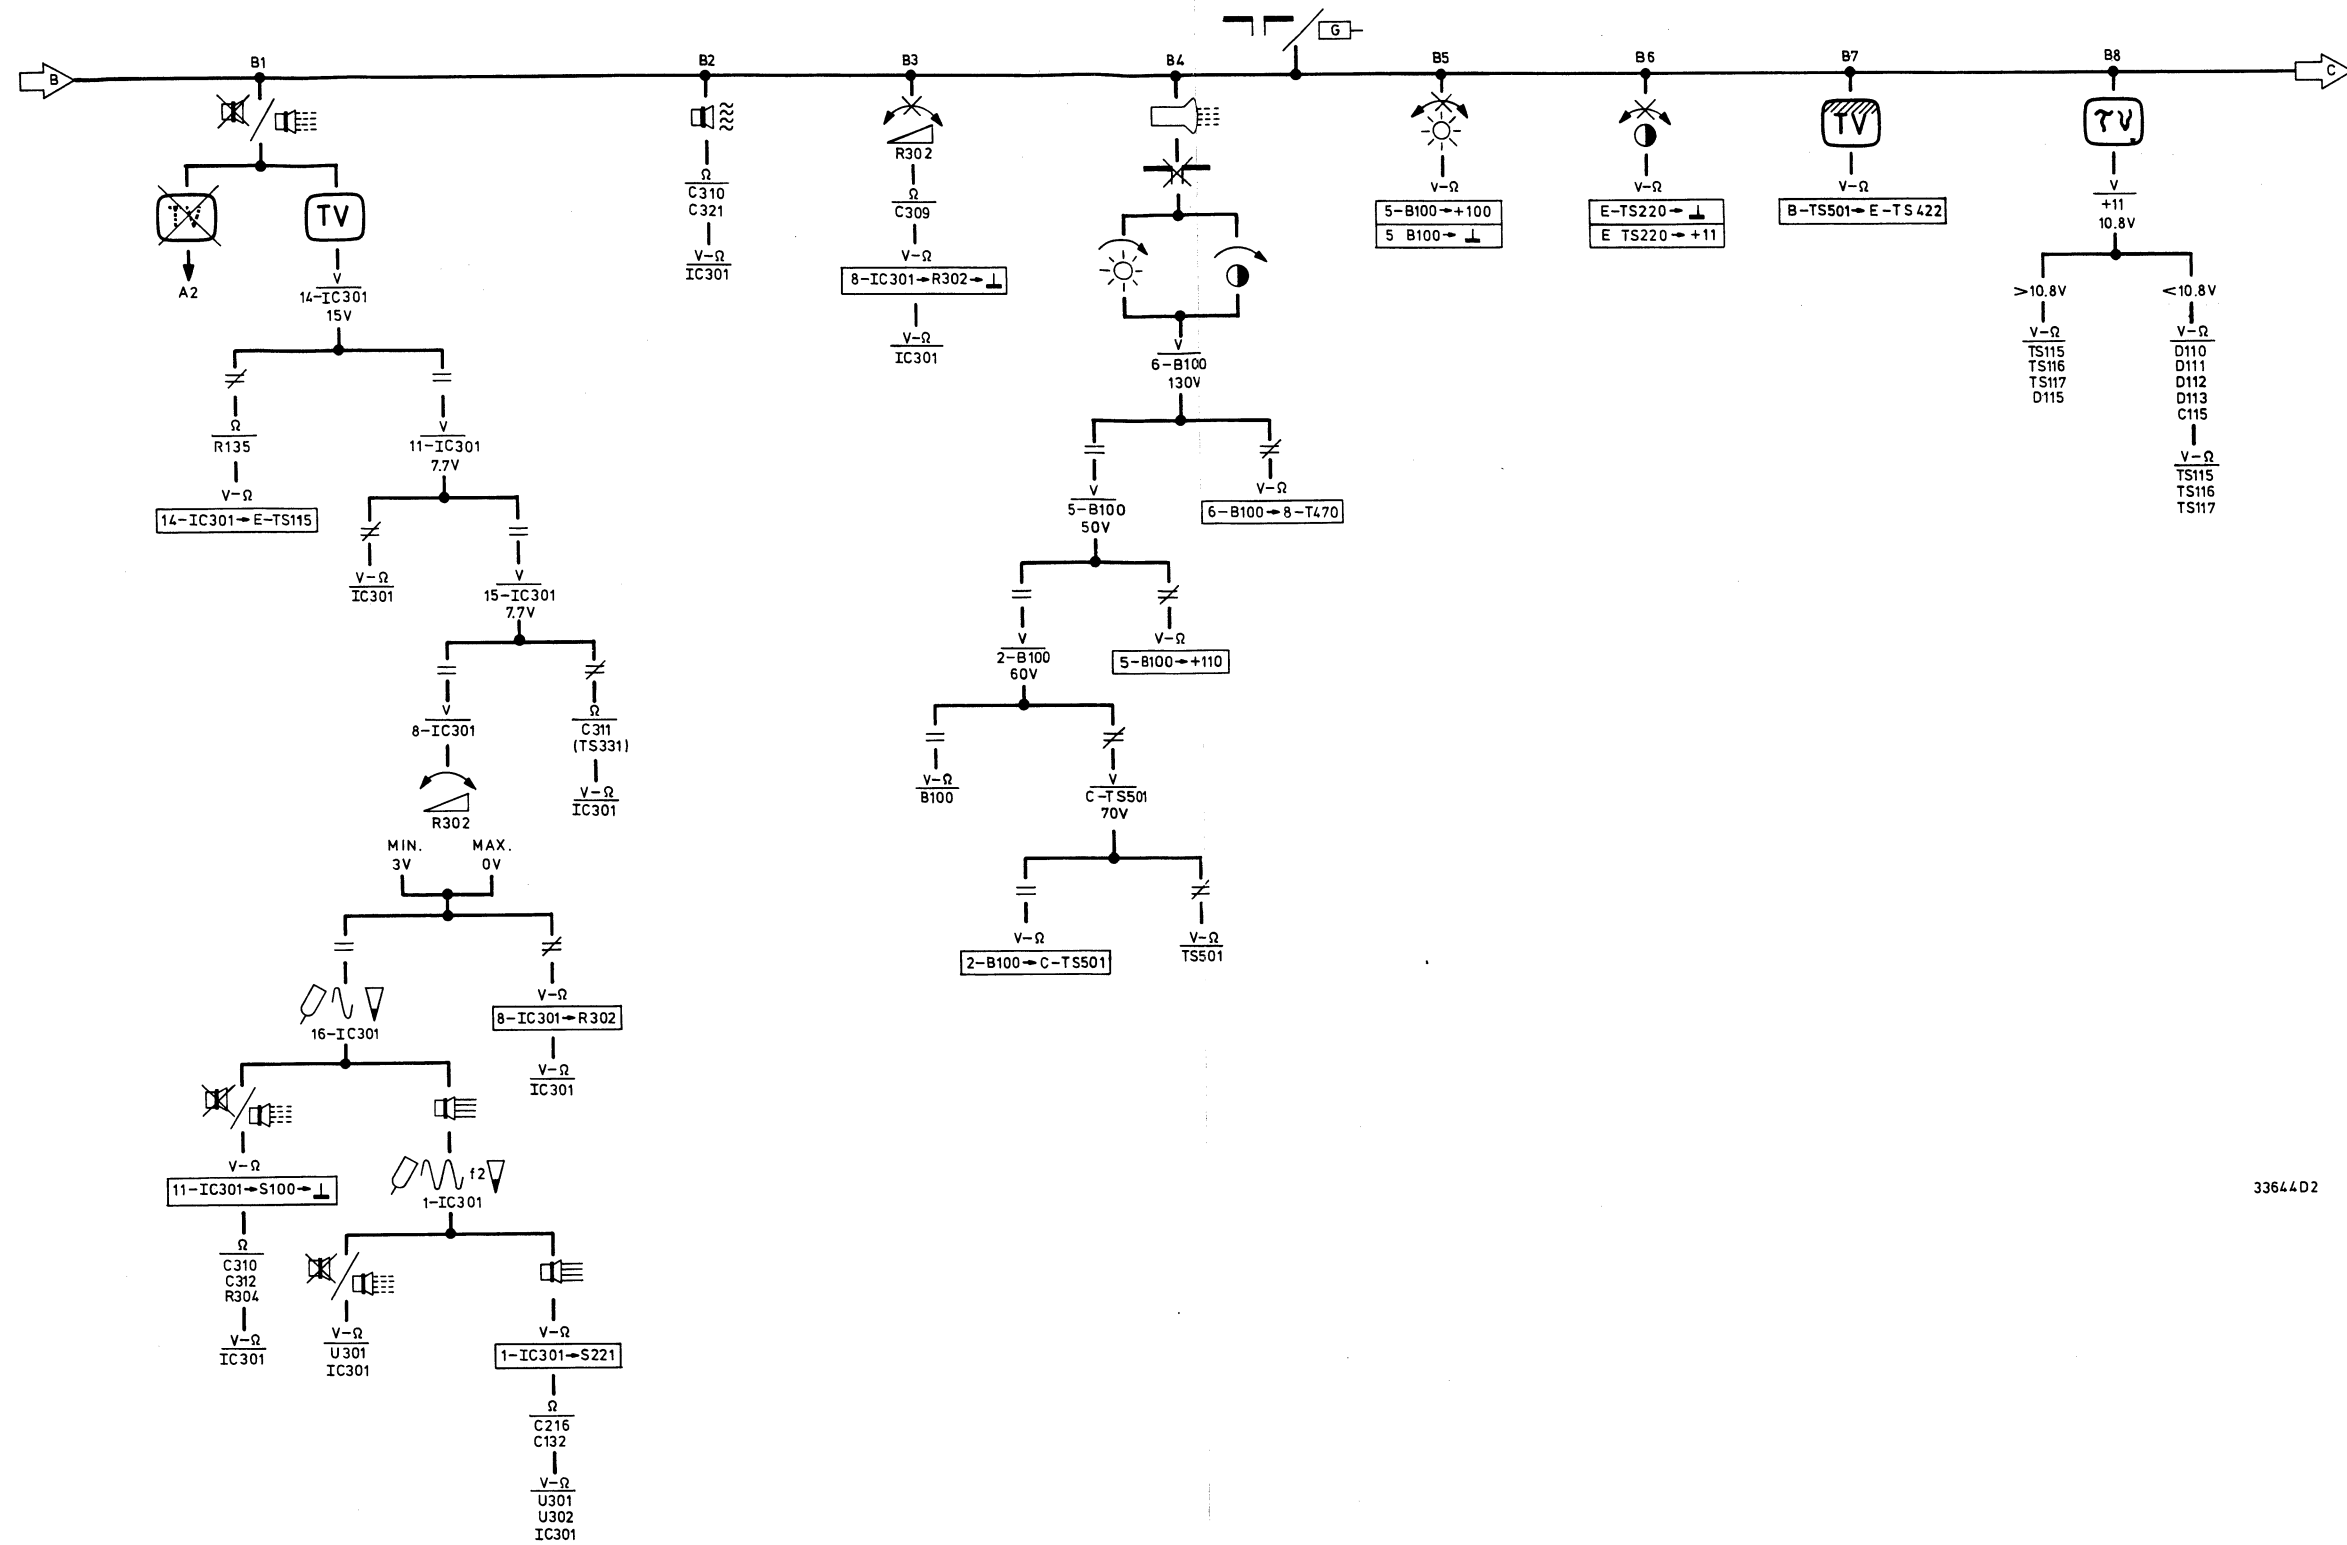 B
B1
TV
TV
A2
V
14-IC301
15V
Ω
R135
V-Ω
14-IC301→E-TS115
V
11-IC301
7.7V
V-Ω
IC301
V
15-IC301
7.7V
V
8-IC301
R302
Ω
C311
(TS331)
V-Ω
IC301
MIN.
3V
MAX.
0V
16-IC301
V-Ω
8-IC301→R302
V-Ω
IC301
V-Ω
11-IC301→S100→⊥
Ω
C310
C312
R304
V-Ω
IC301
f2
1-IC301
V-Ω
U301
IC301
V-Ω
1-IC301→S221
Ω
C216
C132
V-Ω
U301
U302
IC301
B2
Ω
C310
C321
V-Ω
IC301
B3
R302
Ω
C309
V-Ω
8-IC301→R302→⊥
V-Ω
IC301
B4
V
6-B100
130V
V
5-B100
50V
V-Ω
6-B100→8-T470
V
2-B100
60V
V-Ω
5-B100→+110
V-Ω
B100
V
C-TS501
70V
V-Ω
2-B100→C-TS501
V-Ω
TS501
G
B5
V-Ω
5-B100→+100
5 B100→⊥
B6
V-Ω
E-TS220→⊥
E TS220→+11
B7
TV
V-Ω
B-TS501→E-TS422
B8
TV
V
+11
10.8V
>10.8V
V-Ω
TS115
TS116
TS117
D115
<10.8V
V-Ω
D110
D111
D112
D113
C115
V-Ω
TS115
TS116
TS117
C
33644D2